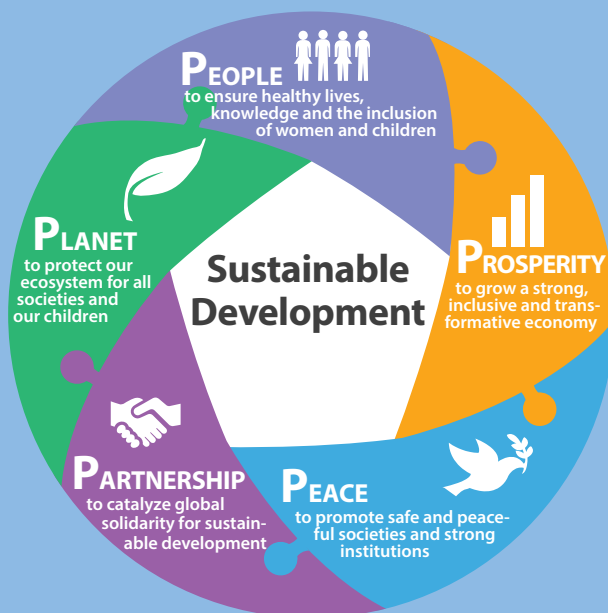 PEOPLE
to ensure healthy lives,
knowledge and the inclusion
of women and children
PROSPERITY
to grow a strong,
inclusive and trans-
formative economy
PEACE
to promote safe and peace-
ful societies and strong
institutions
PARTNERSHIP
to catalyze global
solidarity for sustain-
able development
PLANET
to protect our
ecosystem for all
societies and
our children
Sustainable
Development